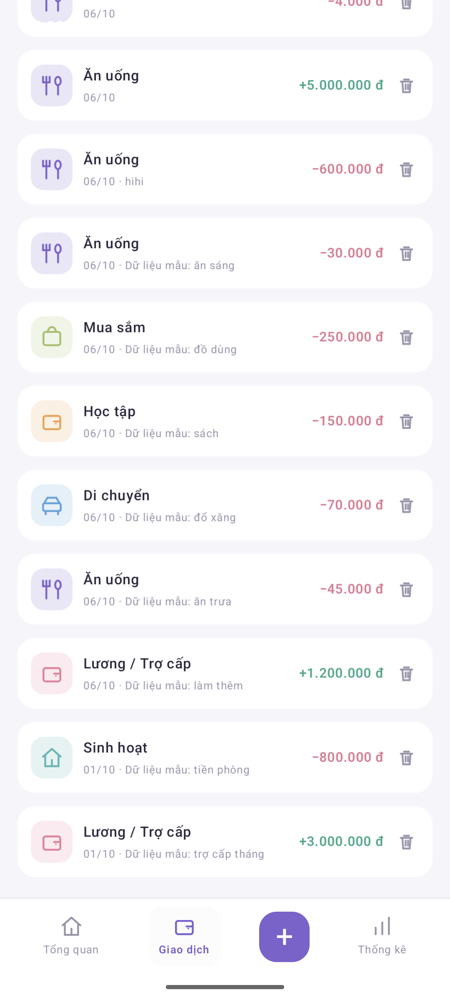 −4.000 đ
06/10
Ăn uống
+5.000.000 đ
06/10
Ăn uống
−600.000 đ
06/10 · hihi
Ăn uống
−30.000 đ
06/10 · Dữ liệu mẫu: ăn sáng
Mua sắm
−250.000 đ
06/10 · Dữ liệu mẫu: đồ dùng
Học tập
−150.000 đ
06/10 · Dữ liệu mẫu: sách
Di chuyển
−70.000 đ
06/10 · Dữ liệu mẫu: đổ xăng
Ăn uống
−45.000 đ
06/10 · Dữ liệu mẫu: ăn trưa
Lương / Trợ cấp
+1.200.000 đ
06/10 · Dữ liệu mẫu: làm thêm
Sinh hoạt
−800.000 đ
01/10 · Dữ liệu mẫu: tiền phòng
Lương / Trợ cấp
+3.000.000 đ
01/10 · Dữ liệu mẫu: trợ cấp tháng
Tổng quan
Giao dịch
Thống kê